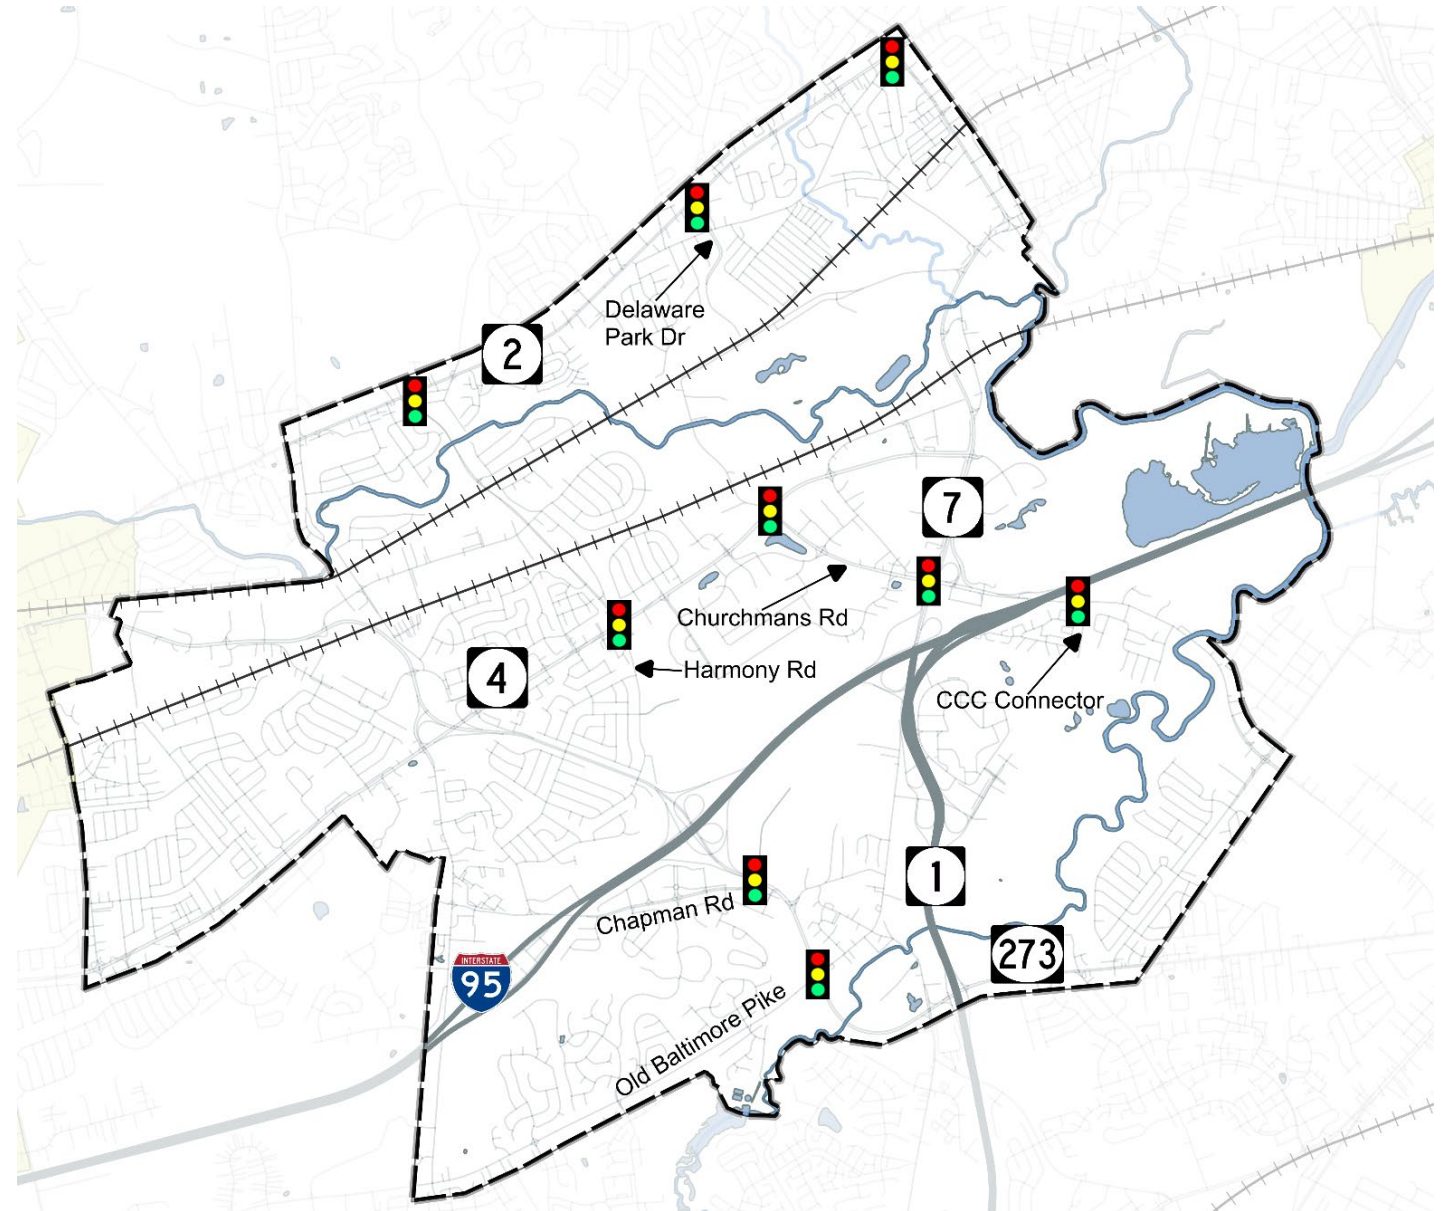 Delaware
Park Dr
2
7
Churchmans Rd
Harmony Rd
4
CCC Connector
1
Chapman Rd
273
INTERSTATE
95
Old Baltimore Pike